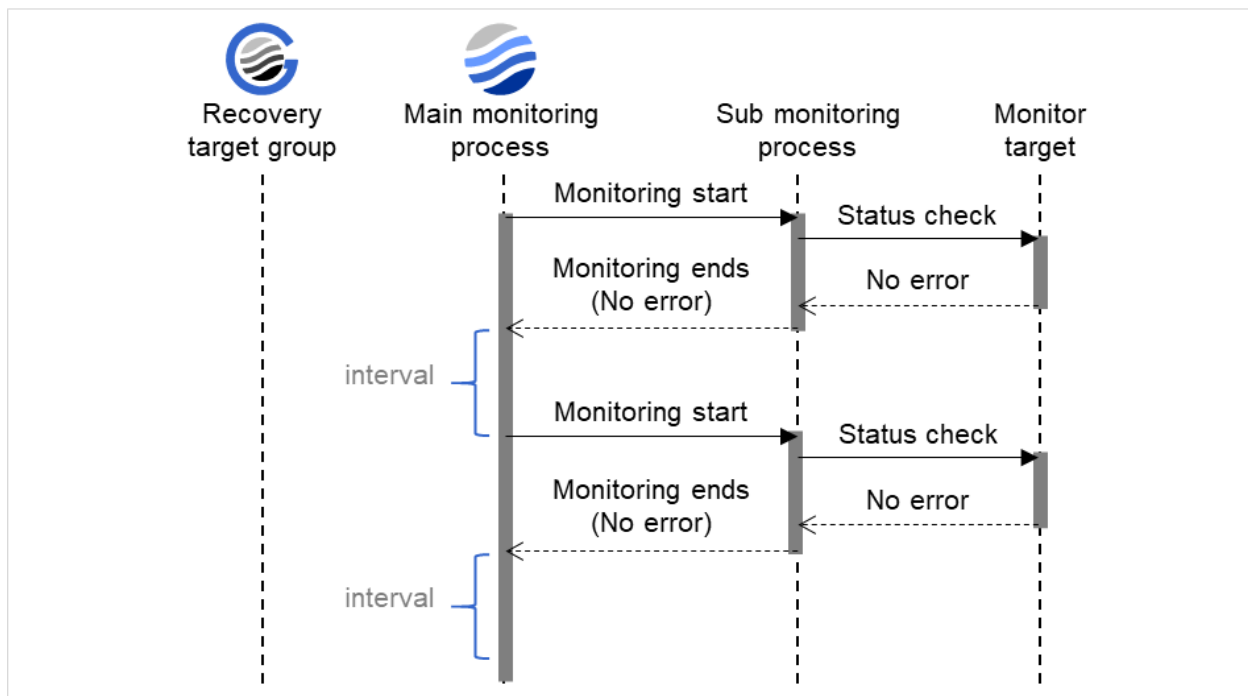 Recovery
target group
Main monitoring
process
Sub monitoring
process
Monitor
target
Monitoring start
Status check
Monitoring ends
(No error)
No error
interval
Monitoring start
Status check
Monitoring ends
(No error)
No error
interval